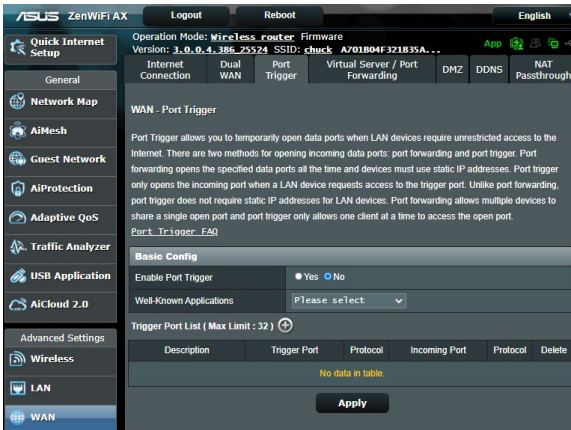 ASUS ZenWiFi AX Logout Reboot English
Quick Internet Setup
General
Network Map
AiMesh
Guest Network
AiProtection
Adaptive QoS
Traffic Analyzer
USB Application
AiCloud 2.0
Advanced Settings
Wireless
LAN
WAN
Operation Mode: Wireless router Firmware
Version: 3.0.0.4.386_25524 SSID: chuck A701B04F321B35A...
App
Internet Connection Dual WAN Port Trigger Virtual Server / Port Forwarding DMZ DDNS NAT Passthrough
WAN - Port Trigger
Port Trigger allows you to temporarily open data ports when LAN devices require unrestricted access to the
Internet. There are two methods for opening incoming data ports: port forwarding and port trigger. Port
forwarding opens the specified data ports all the time and devices must use static IP addresses. Port trigger
only opens the incoming port when a LAN device requests access to the trigger port. Unlike port forwarding,
port trigger does not require static IP addresses for LAN devices. Port forwarding allows multiple devices to
share a single open port and port trigger only allows one client at a time to access the open port.
Port Trigger FAQ
Basic Config
Enable Port Trigger Yes No
Well-Known Applications Please select
Trigger Port List ( Max Limit : 32 )
Description Trigger Port Protocol Incoming Port Protocol Delete
No data in table.
Apply